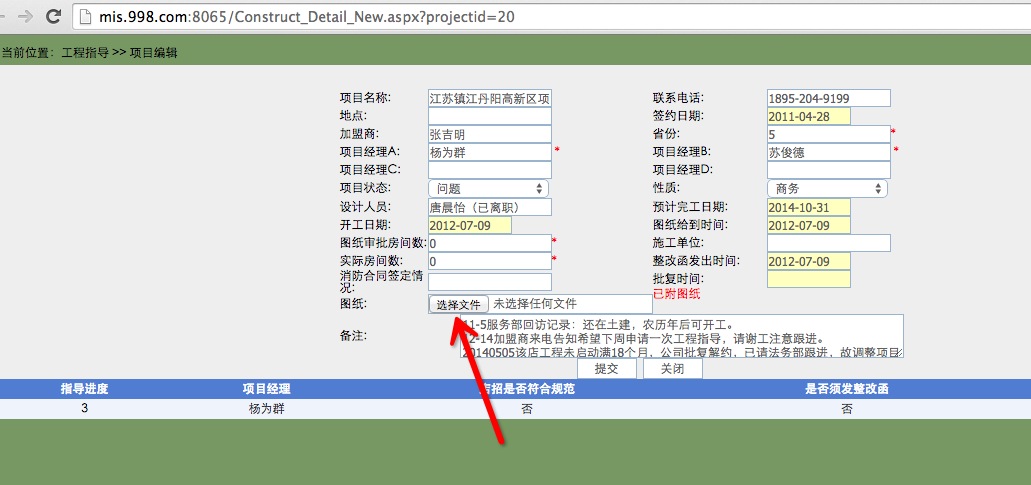 mis.998.com:8065/Construct_Detail_New.aspx?projectid=20
当前位置：工程指导 >> 项目编辑
项目名称: 江苏镇江丹阳高新区项 联系电话: 1895-204-9199
地点: 签约日期: 2011-04-28
加盟商: 张吉明 省份: 5 *
项目经理A: 杨为群 * 项目经理B: 苏俊德 *
项目经理C: 项目经理D:
项目状态: 问题 性质: 商务
设计人员: 唐晨怡（已离职） 预计完工日期: 2014-10-31
开工日期: 2012-07-09 图纸给到时间: 2012-07-09
图纸审批房间数: 0 * 施工单位:
实际房间数: 0 * 整改函发出时间: 2012-07-09
消防合同签定情况: 批复时间:
已附图纸
图纸: 选择文件 未选择任何文件
备注: 11-5服务部回访记录：还在土建，农历年后可开工。
12-14加盟商来电告知希望下周申请一次工程指导，请谢工注意跟进。
20140505该店工程未启动满18个月，公司批复解约，已请法务部跟进，故调整项目
提交 关闭
指导进度 项目经理 店招是否符合规范 是否须发整改函
3 杨为群 否 否